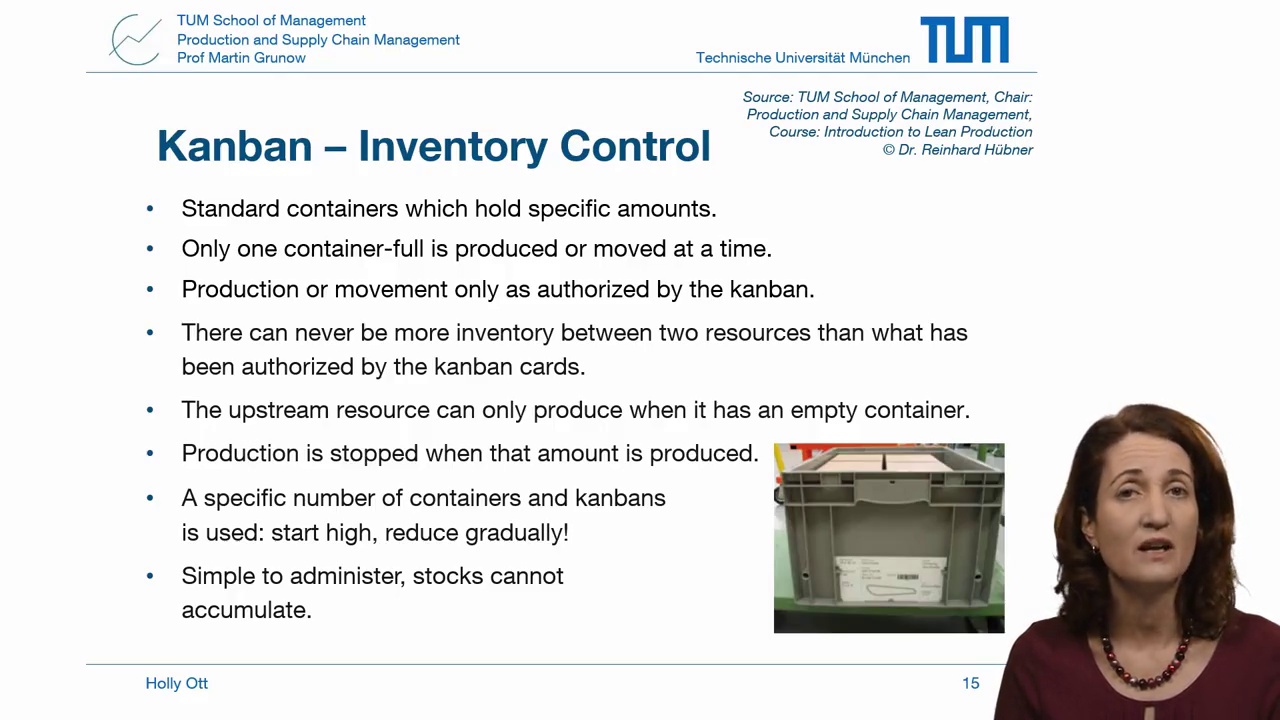 TUM School of Management
Production and Supply Chain Management
Prof Martin Grunow
Technische Universität München
TUM
Source: TUM School of Management, Chair:
Production and Supply Chain Management,
Course: Introduction to Lean Production
© Dr. Reinhard Hübner
Kanban – Inventory Control
• Standard containers which hold specific amounts.
• Only one container-full is produced or moved at a time.
• Production or movement only as authorized by the kanban.
• There can never be more inventory between two resources than what has
been authorized by the kanban cards.
• The upstream resource can only produce when it has an empty container.
• Production is stopped when that amount is produced.
• A specific number of containers and kanbans
is used: start high, reduce gradually!
• Simple to administer, stocks cannot
accumulate.
Holly Ott
15